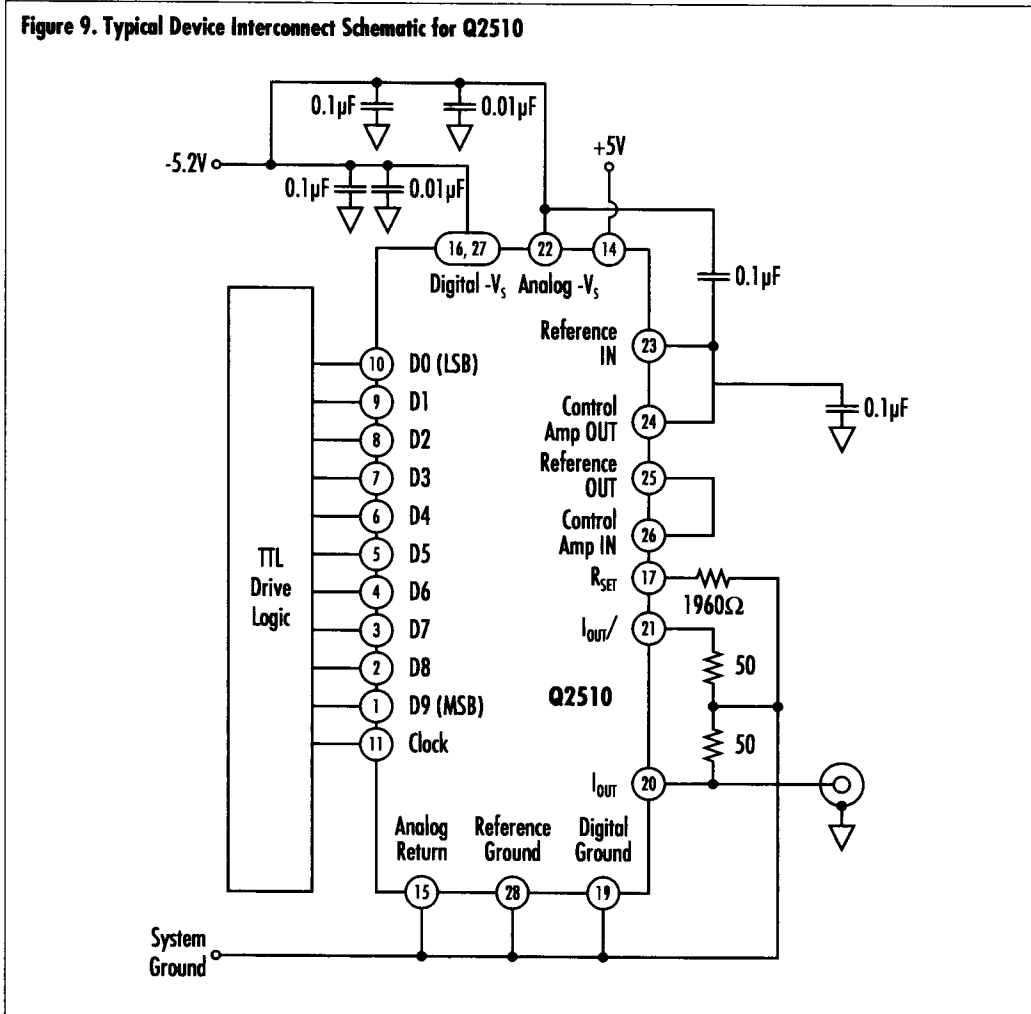 Figure 9. Typical Device Interconnect Schematic for Q2510
0.1µF
0.01µF
-5.2V
+5V
0.1µF
0.01µF
16, 27
22
14
Digital -Vs
Analog -Vs
0.1µF
Reference
IN
23
10
D0 (LSB)
9
D1
Control
Amp OUT
24
0.1µF
8
D2
7
D3
Reference
OUT
25
6
D4
Control
Amp IN
26
5
D5
TTL
Drive
Logic
4
D6
RSET
17
1960Ω
3
D7
IOUT/
21
2
D8
50
1
D9 (MSB)
Q2510
11
Clock
50
IOUT
20
Analog
Return
Reference
Ground
Digital
Ground
15
28
19
System
Ground